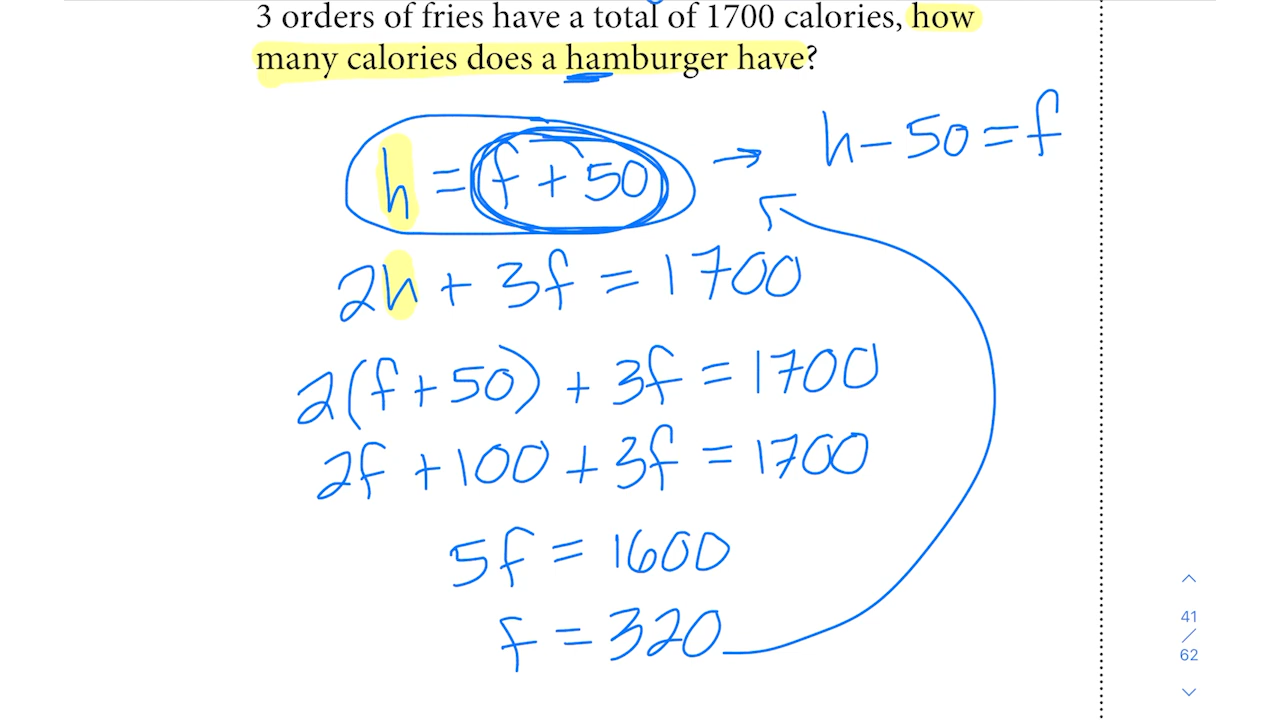 3 orders of fries have a total of 1700 calories, how
many calories does a hamburger have?
h = f + 50 → h - 50 = f
2h + 3f = 1700
2(f + 50) + 3f = 1700
2f + 100 + 3f = 1700
5f = 1600
f = 320
41
/
62